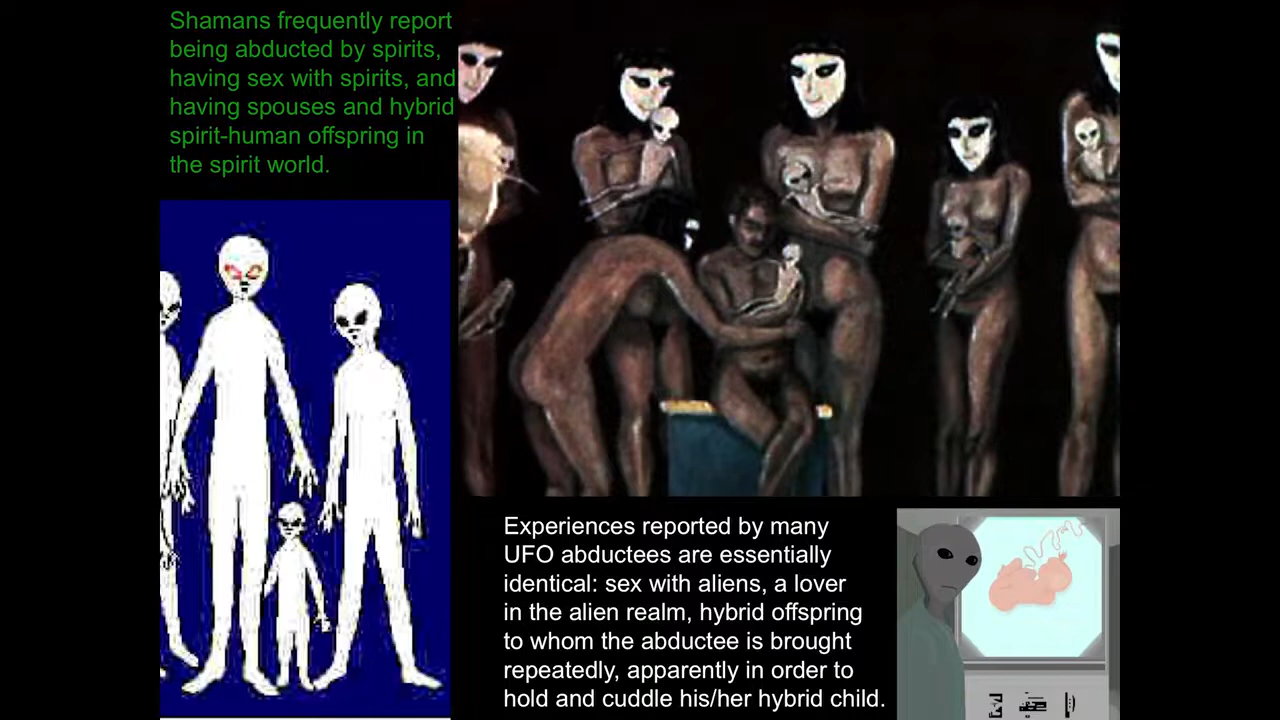 Shamans frequently report
being abducted by spirits,
having sex with spirits, and
having spouses and hybrid
spirit-human offspring in
the spirit world.
Experiences reported by many
UFO abductees are essentially
identical: sex with aliens, a lover
in the alien realm, hybrid offspring
to whom the abductee is brought
repeatedly, apparently in order to
hold and cuddle his/her hybrid child.